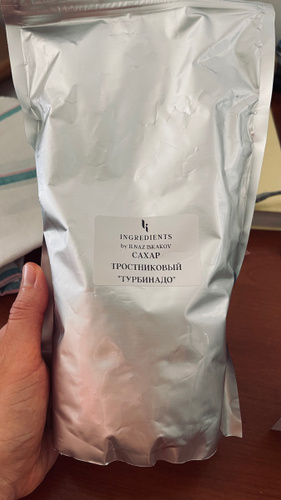 INGREDIENTS
by ILNAZ ISKAKOV
САХАР
ТРОСТНИКОВЫЙ
"ТУРБИНАДО"